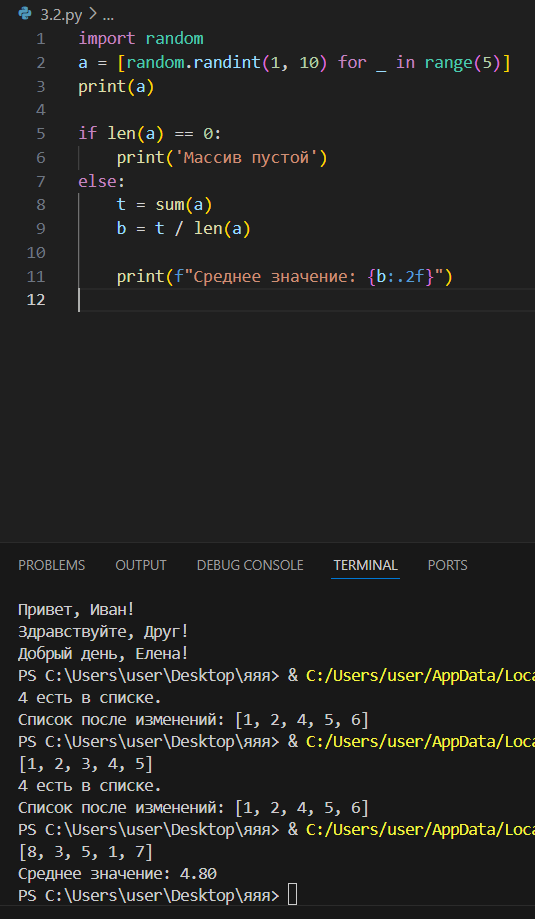 3.2.py > ...
1 import random
2 a = [random.randint(1, 10) for _ in range(5)]
3 print(a)
4
5 if len(a) == 0:
6     print('Массив пустой')
7 else:
8     t = sum(a)
9     b = t / len(a)
10
11     print(f"Среднее значение: {b:.2f}")
12
PROBLEMS OUTPUT DEBUG CONSOLE TERMINAL PORTS
Привет, Иван!
Здравствуйте, Друг!
Добрый день, Елена!
PS C:\Users\user\Desktop\яяя> & C:/Users/user/AppData/Loca
4 есть в списке.
Список после изменений: [1, 2, 4, 5, 6]
PS C:\Users\user\Desktop\яяя> & C:/Users/user/AppData/Loca
[1, 2, 3, 4, 5]
4 есть в списке.
Список после изменений: [1, 2, 4, 5, 6]
PS C:\Users\user\Desktop\яяя> & C:/Users/user/AppData/Loca
[8, 3, 5, 1, 7]
Среднее значение: 4.80
PS C:\Users\user\Desktop\яяя>